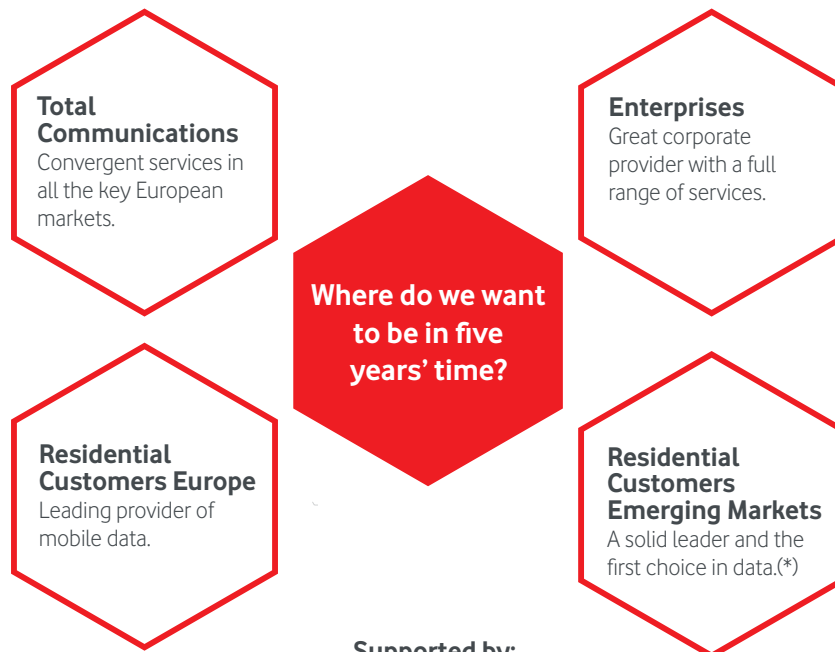 Total
Communications
Convergent services in
all the key European
markets.
Enterprises
Great corporate
provider with a full
range of services.
Where do we want
to be in five
years’ time?
Residential
Customers Europe
Leading provider of
mobile data.
Residential
Customers
Emerging Markets
A solid leader and the
first choice in data.(*)
Supported by: